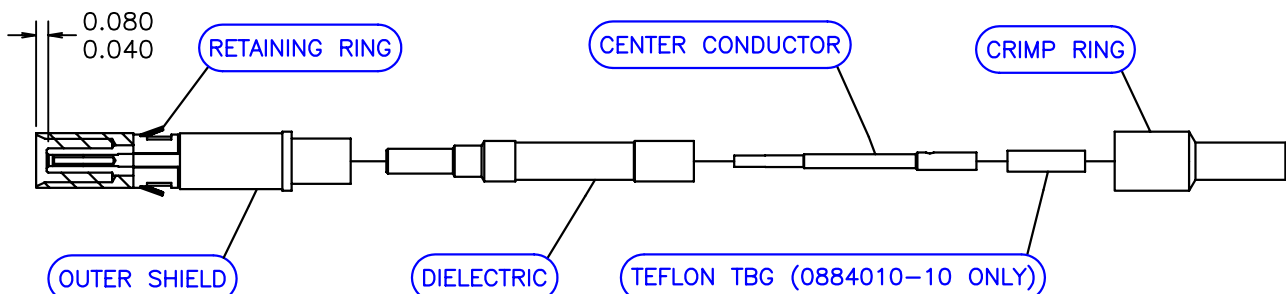 0.080
0.040
RETAINING RING
CENTER CONDUCTOR
CRIMP RING
OUTER SHIELD
DIELECTRIC
TEFLON TBG (0884010-10 ONLY)